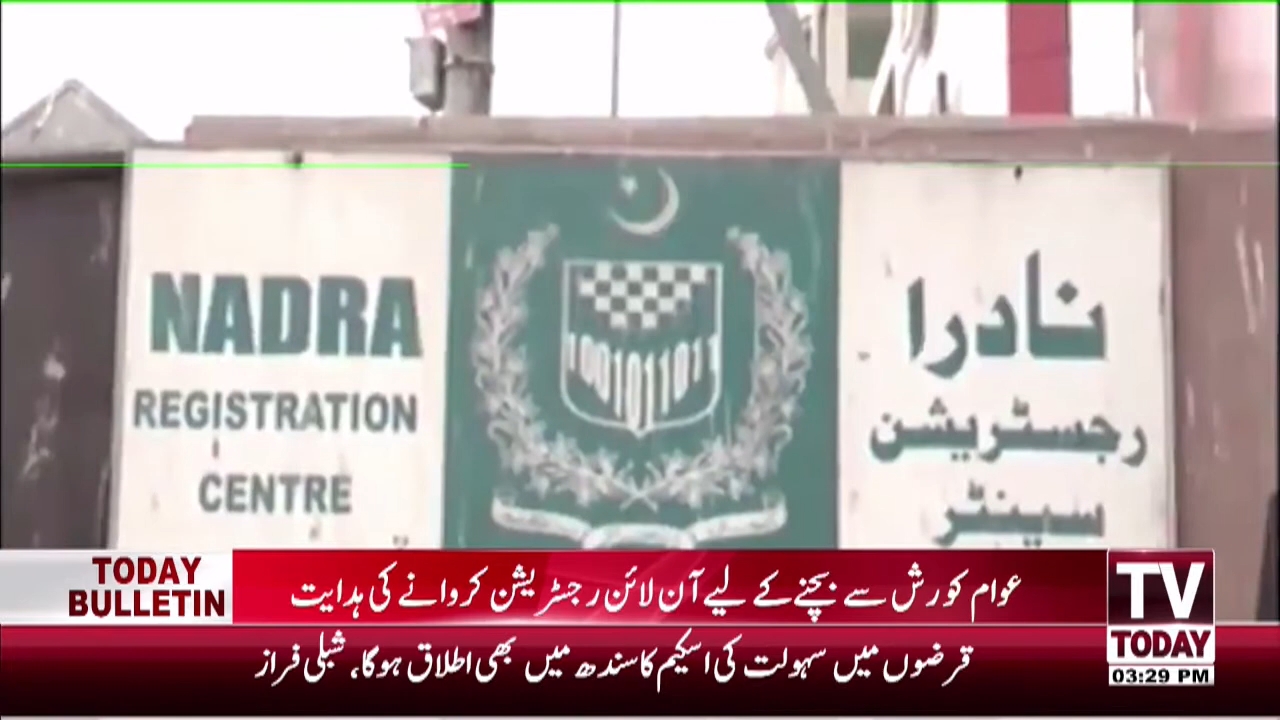 NADRA
REGISTRATION
CENTRE
1001011011
نادرا
رجسٹریشن
سینٹر
TODAY
BULLETIN
عوام کو رش سے بچنے کے لیے آن لائن رجسٹریشن کروانے کی ہدایت
قرضوں میں سہولت کی اسکیم کا سندھ میں بھی اطلاق ہوگا، شبلی فراز
TV
TODAY
03:29 PM